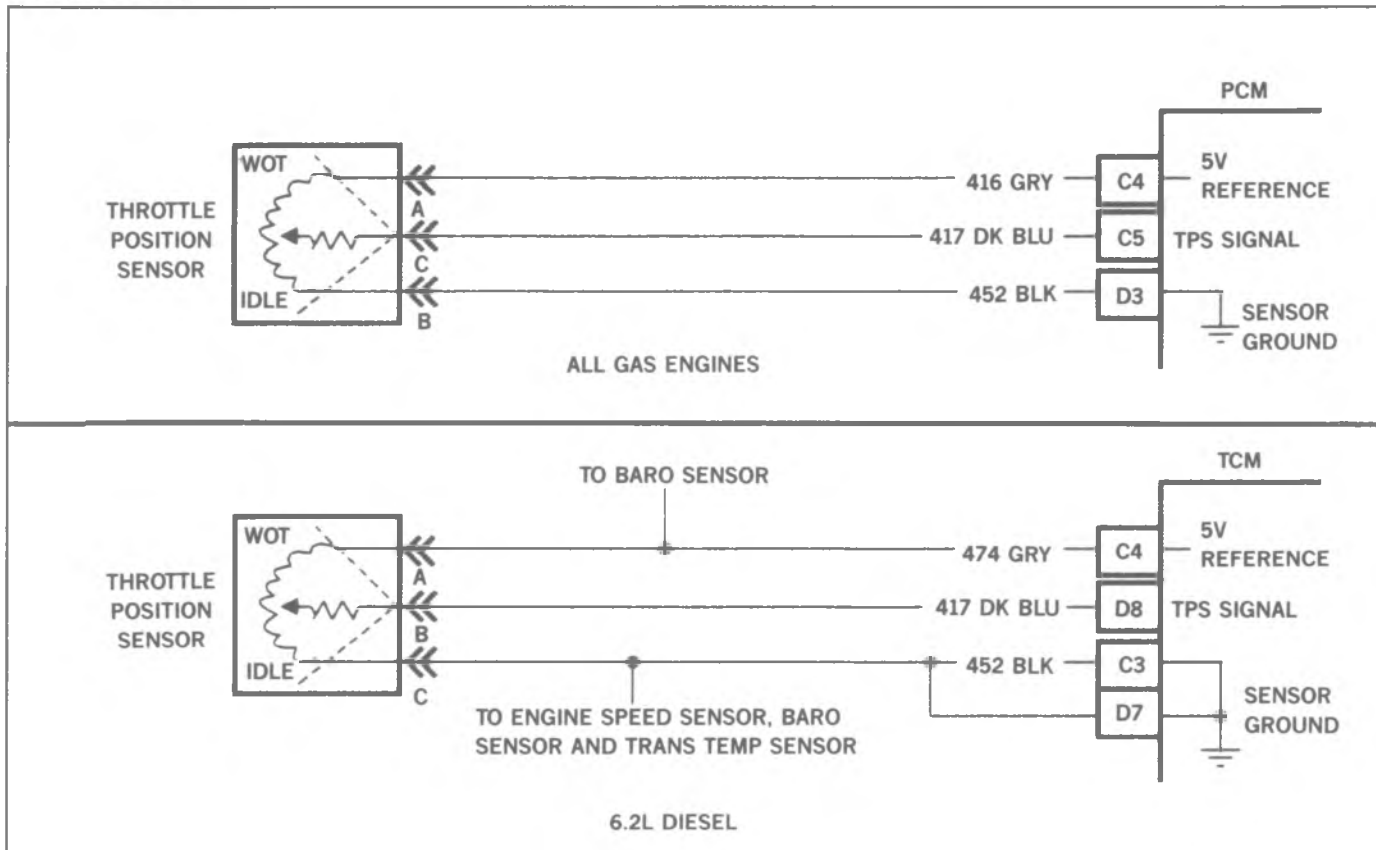 PCM
WOT
THROTTLE
POSITION
SENSOR
IDLE
A
C
B
416 GRY
C4
5V
REFERENCE
417 DK BLU
C5
TPS SIGNAL
452 BLK
D3
SENSOR
GROUND
ALL GAS ENGINES
TCM
TO BARO SENSOR
WOT
THROTTLE
POSITION
SENSOR
IDLE
A
B
C
474 GRY
C4
5V
REFERENCE
417 DK BLU
D8
TPS SIGNAL
452 BLK
C3
D7
SENSOR
GROUND
TO ENGINE SPEED SENSOR, BARO
SENSOR AND TRANS TEMP SENSOR
6.2L DIESEL